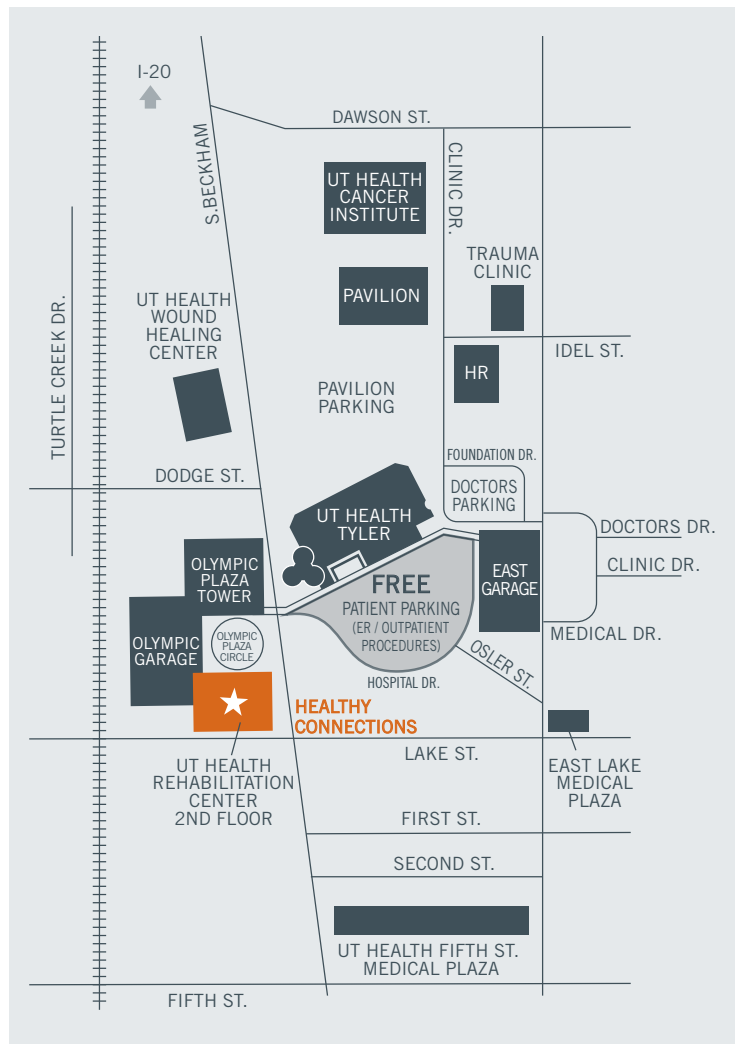 I-20
DAWSON ST.
S.BECKHAM
CLINIC DR.
UT HEALTH
CANCER
INSTITUTE
TRAUMA
CLINIC
PAVILION
UT HEALTH
WOUND
HEALING
CENTER
TURTLE CREEK DR.
IDEL ST.
HR
PAVILION
PARKING
FOUNDATION DR.
DODGE ST.
DOCTORS
PARKING
UT HEALTH
TYLER
DOCTORS DR.
CLINIC DR.
MEDICAL DR.
OLYMPIC
PLAZA
TOWER
EAST
GARAGE
FREE
PATIENT PARKING
(ER / OUTPATIENT
PROCEDURES)
OLYMPIC
GARAGE
OLYMPIC
PLAZA
CIRCLE
OSLER ST.
HOSPITAL DR.
HEALTHY
CONNECTIONS
LAKE ST.
UT HEALTH
REHABILITATION
CENTER
2ND FLOOR
EAST LAKE
MEDICAL
PLAZA
FIRST ST.
SECOND ST.
UT HEALTH FIFTH ST.
MEDICAL PLAZA
FIFTH ST.